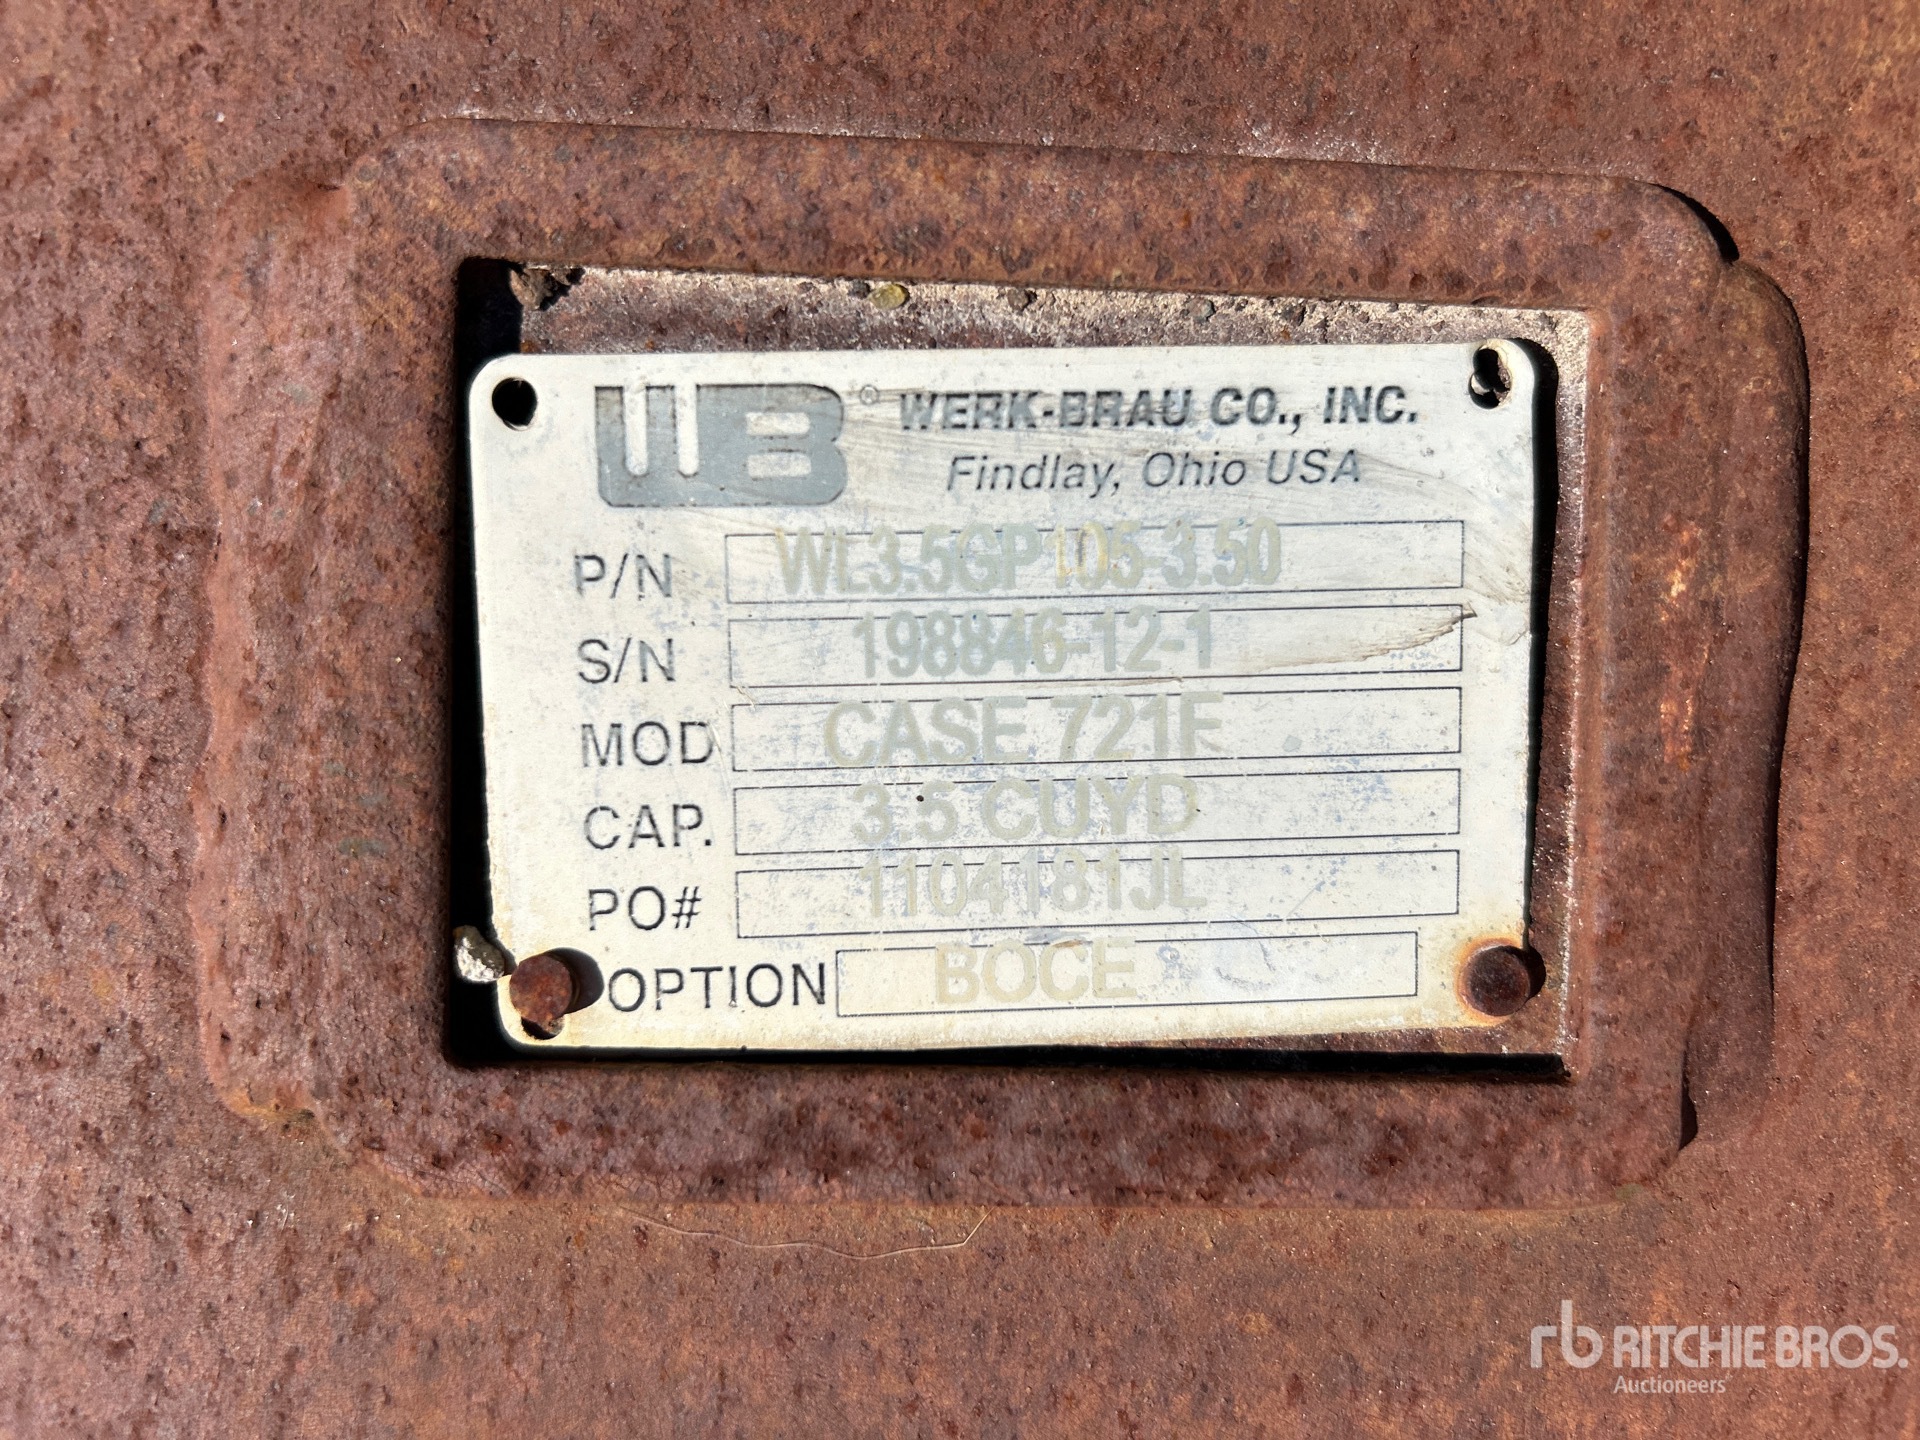 WB® WERK-BRAU CO., INC.
Findlay, Ohio USA
P/N WL3.5GP105-3.50
S/N 198846-12-1
MOD CASE 721F
CAP. 3.5 CUYD
PO# 1104181JL
OPTION BOCE
rb RITCHIE BROS.
Auctioneers